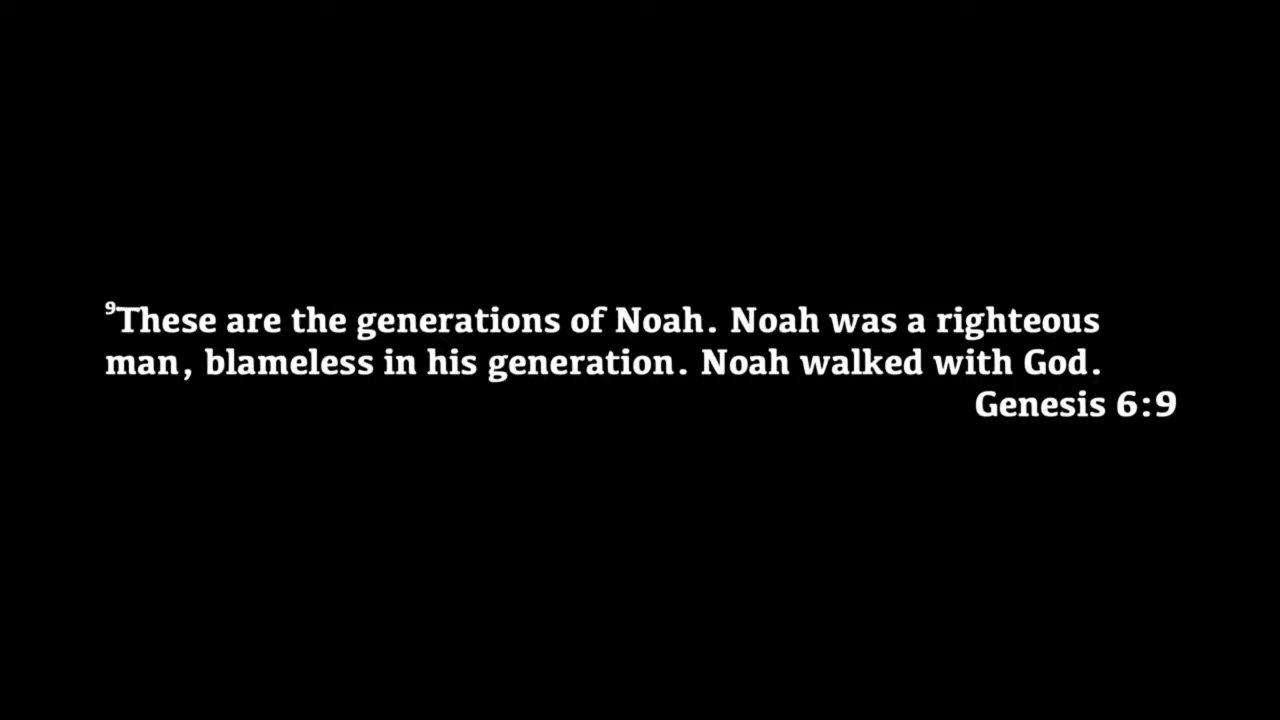 ⁹These are the generations of Noah. Noah was a righteous
man, blameless in his generation. Noah walked with God.
Genesis 6:9